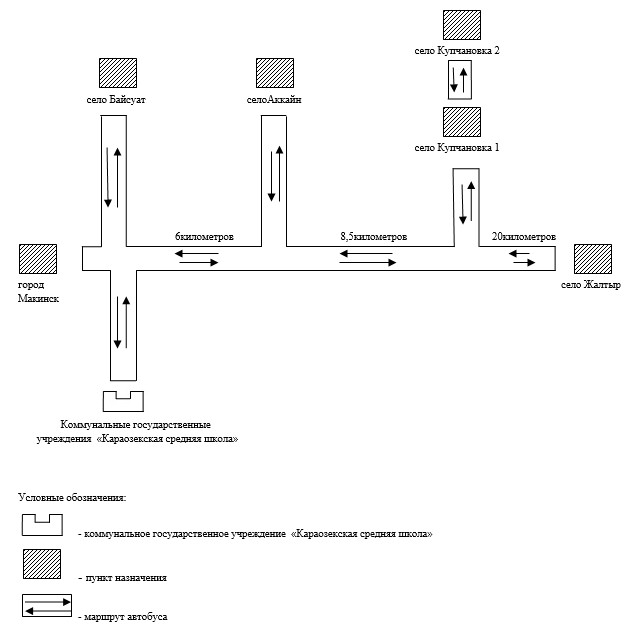 село Купчановка 2
село Байсуат
селоАккайн
село Купчановка 1
6километров
8,5километров
20километров
город
Макинск
село Жалтыр
Коммунальные государственные
учреждения «Караозекская средняя школа»
Условные обозначения:
- коммунальное государственное учреждение «Караозекская средняя школа»
- пункт назначения
- маршрут автобуса